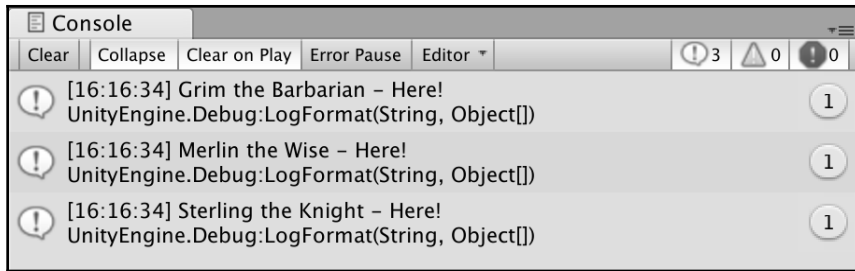 Console
Clear Collapse Clear on Play Error Pause Editor 3 0 0
[16:16:34] Grim the Barbarian – Here!
UnityEngine.Debug:LogFormat(String, Object[]) 1
[16:16:34] Merlin the Wise – Here!
UnityEngine.Debug:LogFormat(String, Object[]) 1
[16:16:34] Sterling the Knight – Here!
UnityEngine.Debug:LogFormat(String, Object[]) 1